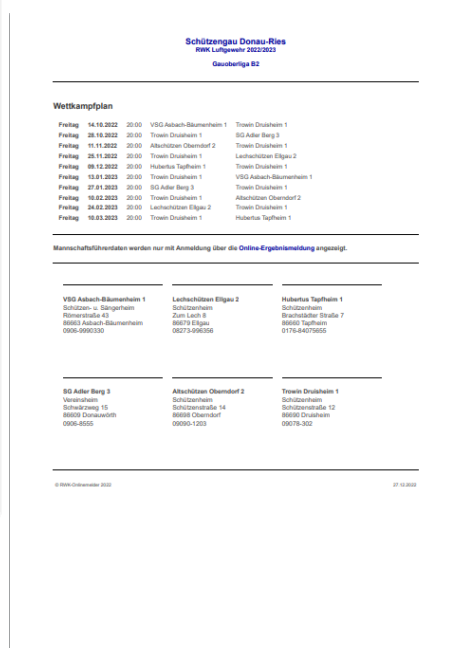 Schützengau Donau-Ries
RWK Luftgewehr 2022/2023
Gauoberliga B2
Wettkampfplan
Freitag 14.10.2022 20:00 VSG Asbach-Bäumenheim 1 Trowin Druisheim 1
Freitag 28.10.2022 20:00 Trowin Druisheim 1 SG Adler Berg 3
Freitag 11.11.2022 20:00 Altschützen Oberndorf 2 Trowin Druisheim 1
Freitag 25.11.2022 20:00 Trowin Druisheim 1 Lechschützen Ellgau 2
Freitag 09.12.2022 20:00 Hubertus Tapfheim 1 Trowin Druisheim 1
Freitag 13.01.2023 20:00 Trowin Druisheim 1 VSG Asbach-Bäumenheim 1
Freitag 27.01.2023 20:00 SG Adler Berg 3 Trowin Druisheim 1
Freitag 10.02.2023 20:00 Trowin Druisheim 1 Altschützen Oberndorf 2
Freitag 24.02.2023 20:00 Lechschützen Ellgau 2 Trowin Druisheim 1
Freitag 10.03.2023 20:00 Trowin Druisheim 1 Hubertus Tapfheim 1
Mannschaftsführerdaten werden nur mit Anmeldung über die Online-Ergebnismeldung angezeigt.
VSG Asbach-Bäumenheim 1
Schützen- u. Sängerheim
Römerstraße 43
86663 Asbach-Bäumenheim
0906-9990330
Lechschützen Ellgau 2
Schützenheim
Zum Lech 8
86679 Ellgau
08273-996356
Hubertus Tapfheim 1
Schützenheim
Brachstädter Straße 7
86660 Tapfheim
0176-84075655
SG Adler Berg 3
Vereinsheim
Schwärzweg 15
86609 Donauwörth
0906-8555
Altschützen Oberndorf 2
Schützenheim
Schützenstraße 14
86698 Oberndorf
09090-1203
Trowin Druisheim 1
Schützenheim
Schützenstraße 12
86690 Druisheim
09078-302
© RWK-Onlinemelder 2022
27.12.2022